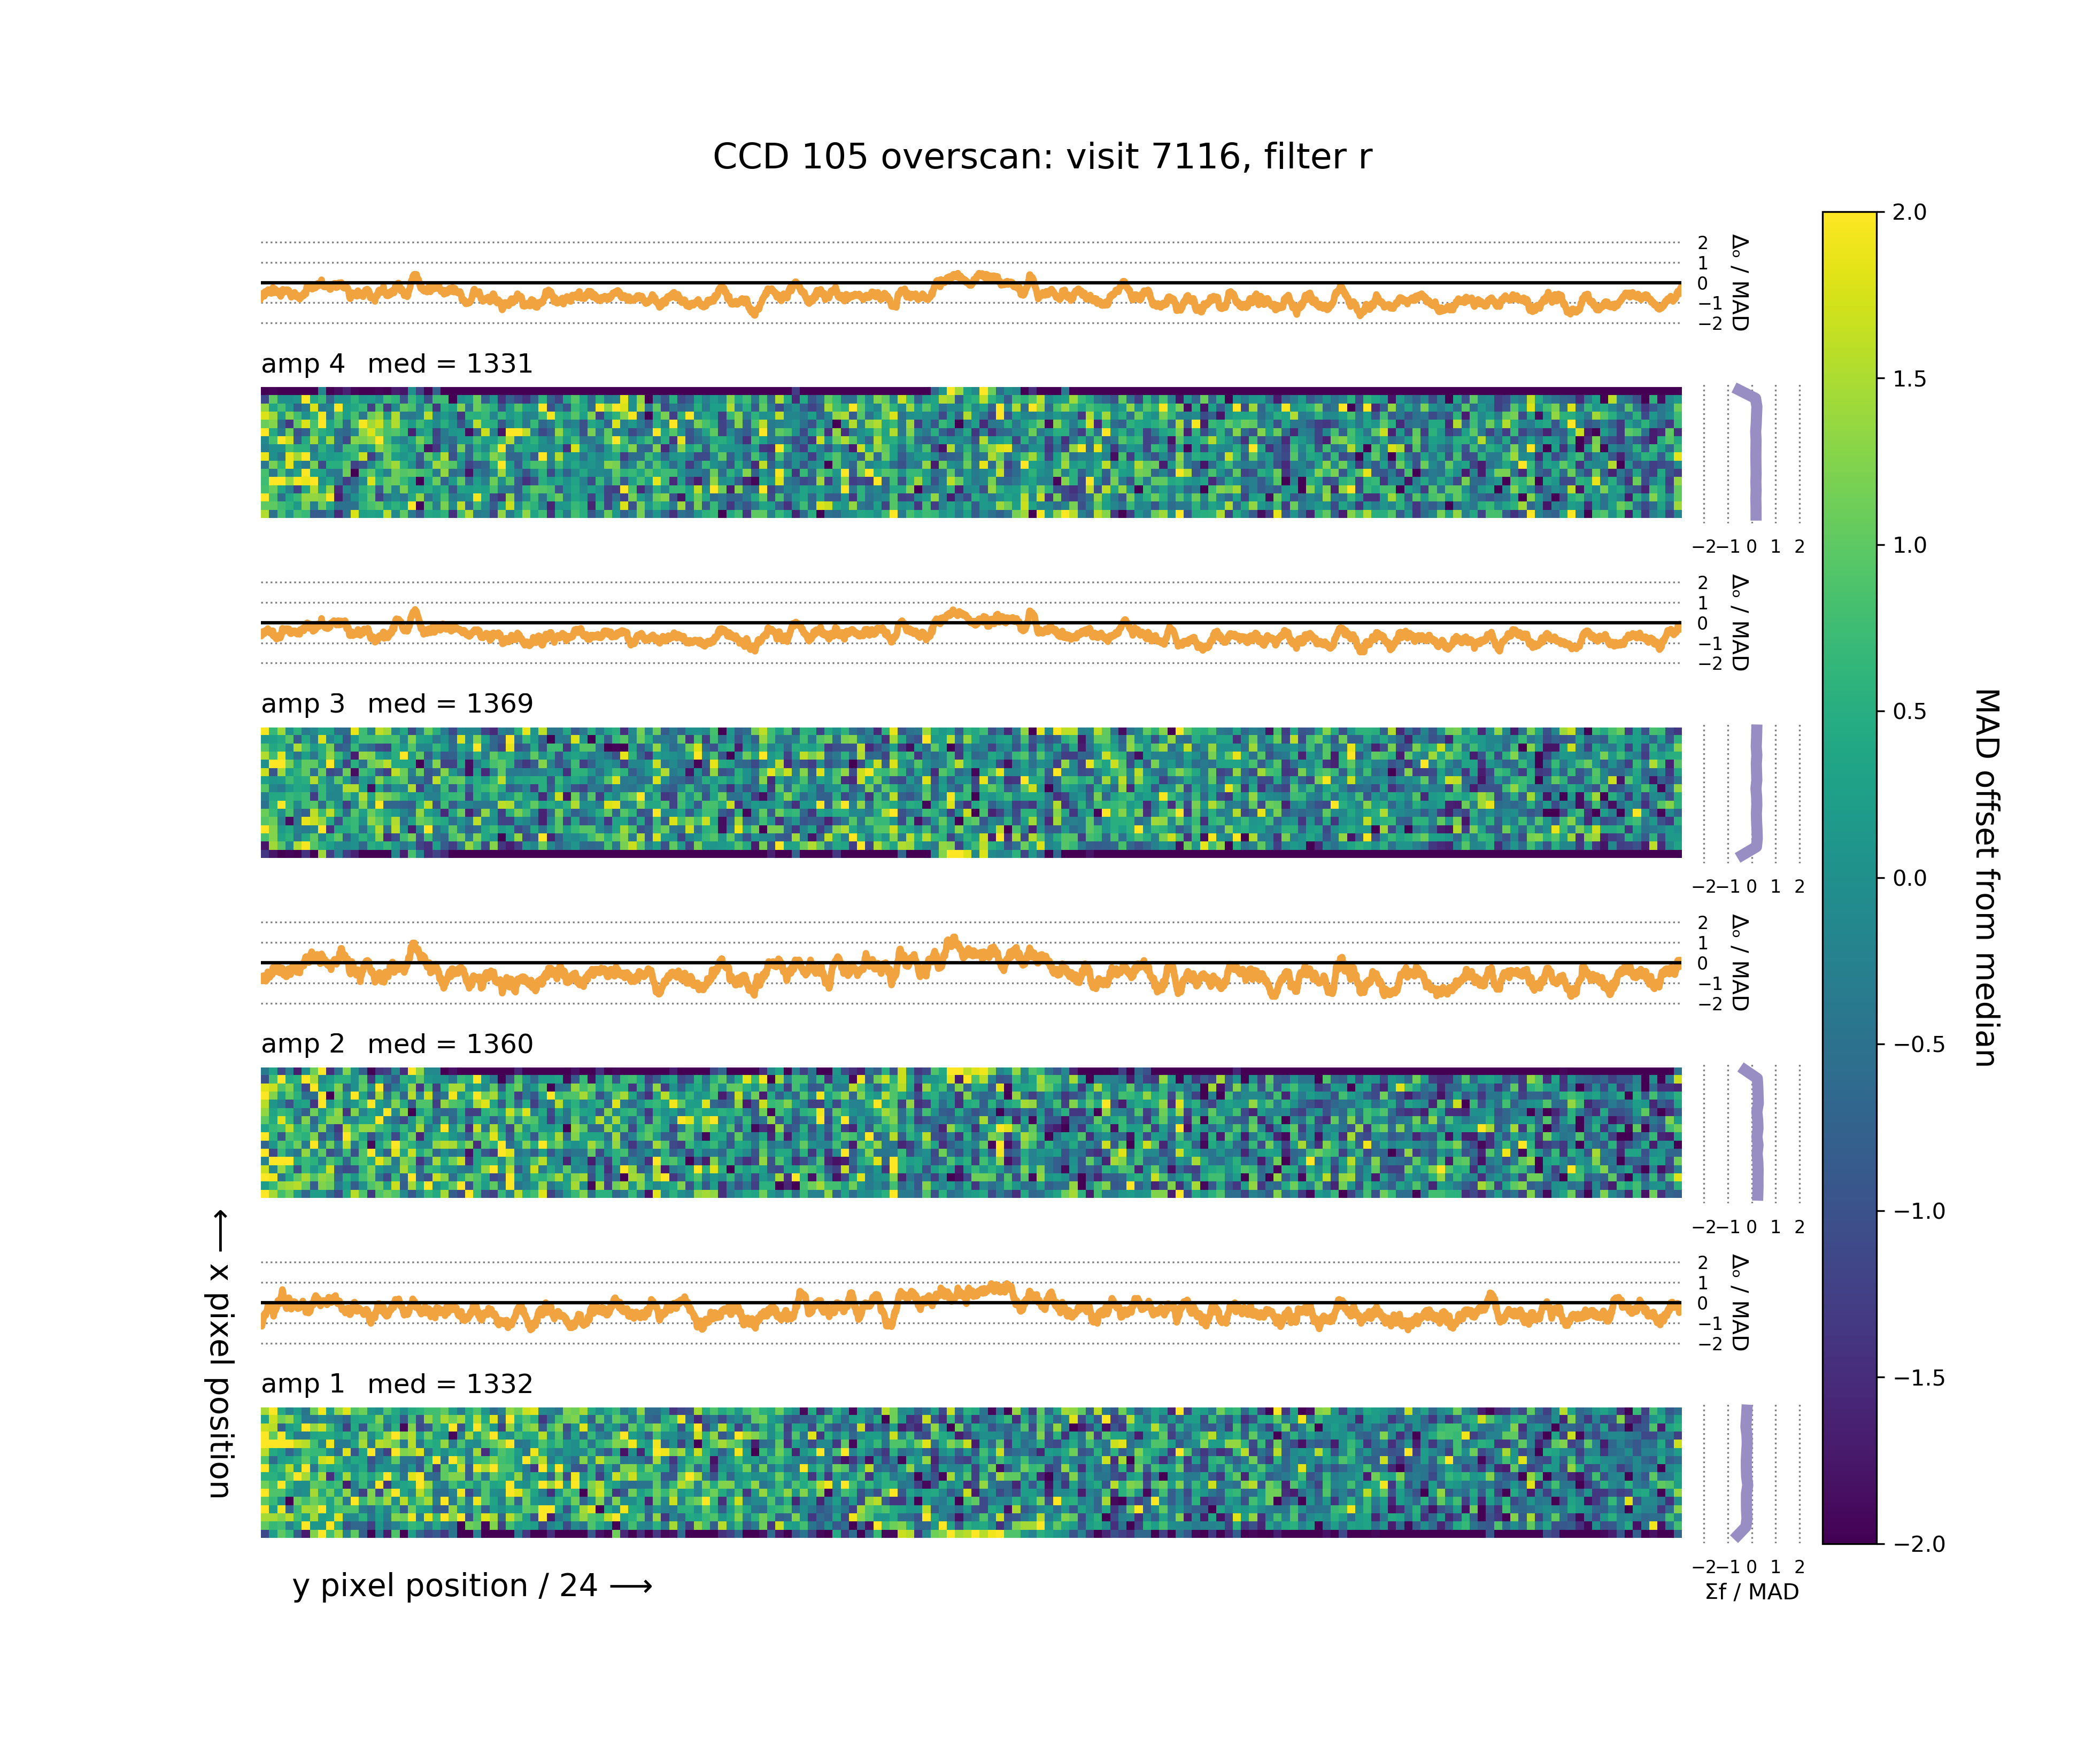 CCD 105 overscan: visit 7116, filter r
2
1
0
−1
−2
Δₒ / MAD
amp 4 med = 1331
−2 −1 0 1 2
2
1
0
−1
−2
Δₒ / MAD
amp 3 med = 1369
−2 −1 0 1 2
2
1
0
−1
−2
Δₒ / MAD
amp 2 med = 1360
−2 −1 0 1 2
2
1
0
−1
−2
Δₒ / MAD
amp 1 med = 1332
−2 −1 0 1 2
Σf / MAD
y pixel position / 24 ⟶
⟵ x pixel position
2.0
1.5
1.0
0.5
0.0
−0.5
−1.0
−1.5
−2.0
MAD offset from median